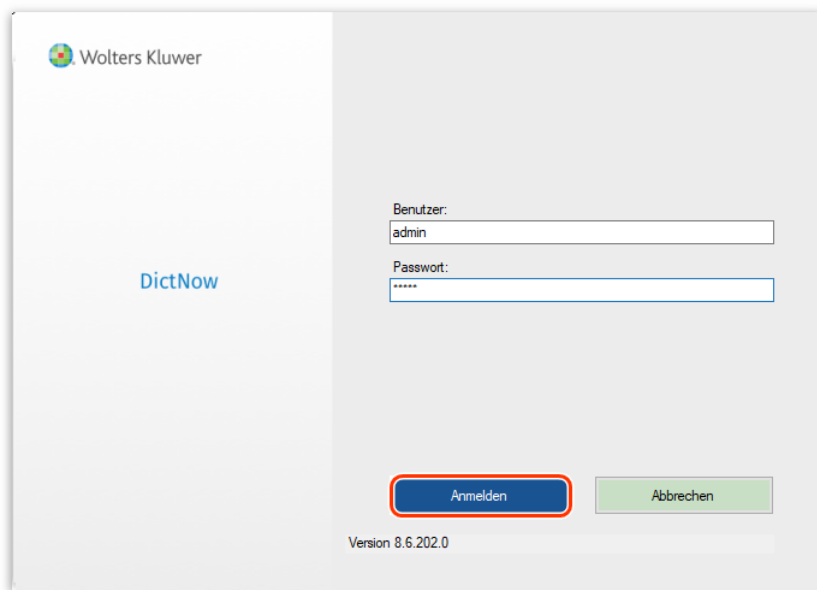 Wolters Kluwer
Benutzer:
admin
DictNow
Passwort:
*****
Anmelden
Abbrechen
Version 8.6.202.0